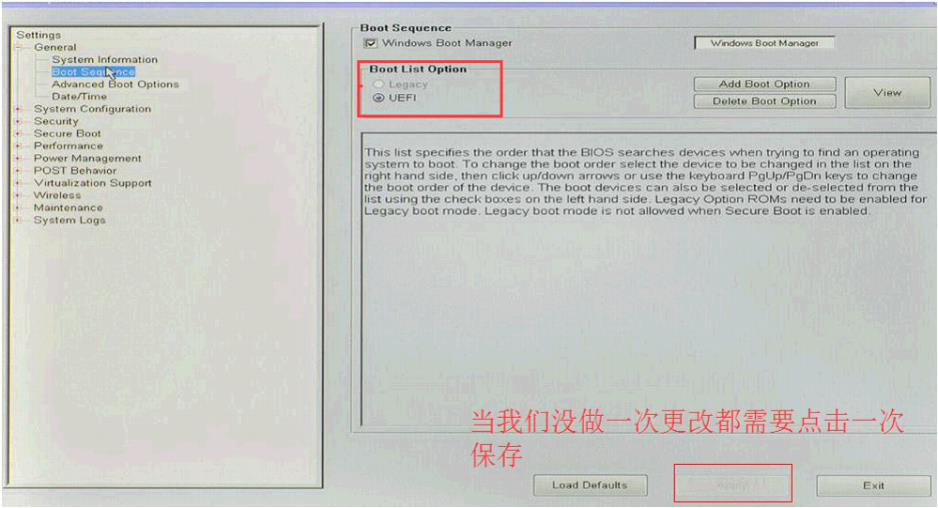 Settings
General
System Information
Boot Sequence
Advanced Boot Options
Date/Time
System Configuration
Security
Secure Boot
Performance
Power Management
POST Behavior
Virtualization Support
Wireless
Maintenance
System Logs
Boot Sequence
Windows Boot Manager
Windows Boot Manager
Boot List Option
Legacy
UEFI
Add Boot Option
Delete Boot Option
View
This list specifies the order that the BIOS searches devices when trying to find an operating
system to boot. To change the boot order select the device to be changed in the list on the
right hand side, then click up/down arrows or use the keyboard PgUp/PgDn keys to change
the boot order of the device. The boot devices can also be selected or de-selected from the
list using the check boxes on the left hand side. Legacy Option ROMs need to be enabled for
Legacy boot mode. Legacy boot mode is not allowed when Secure Boot is enabled.
当我们没做一次更改都需要点击一次
保存
Load Defaults
Exit